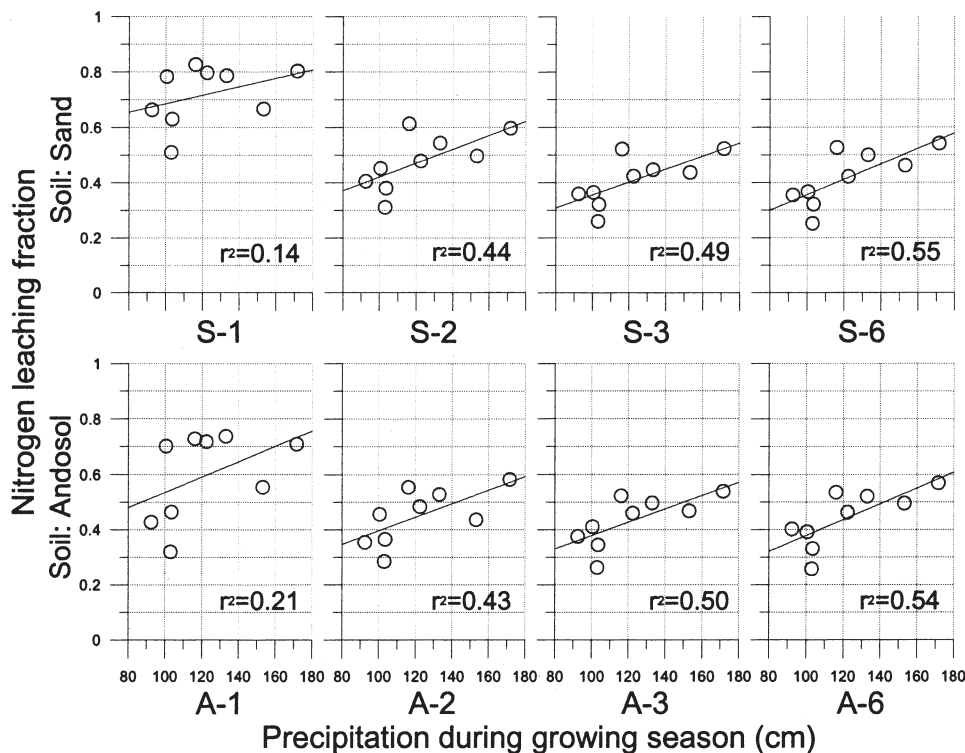 Nitrogen leaching fraction
Soil: Sand
1
0.8
0.6
0.4
0.2
0
r²=0.14
r²=0.44
r²=0.49
r²=0.55
S-1
S-2
S-3
S-6
Soil: Andosol
1
0.8
0.6
0.4
0.2
0
r²=0.21
r²=0.43
r²=0.50
r²=0.54
80 100 120 140 160 180
80 100 120 140 160 180
80 100 120 140 160 180
80 100 120 140 160 180
A-1
A-2
A-3
A-6
Precipitation during growing season (cm)